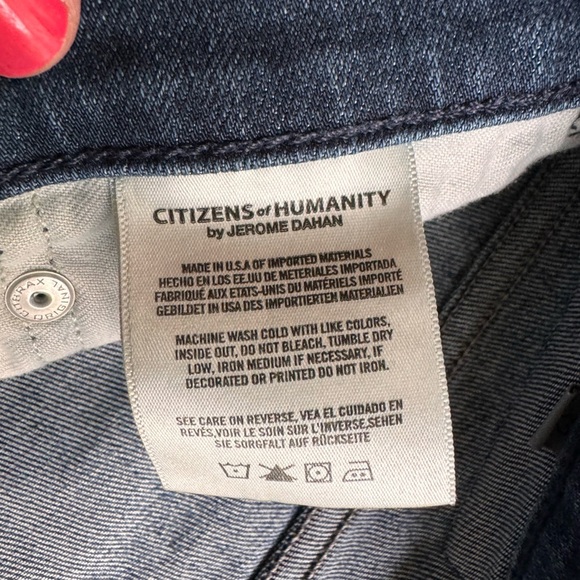 CITIZENS of HUMANITY
by JEROME DAHAN
MADE IN U.S.A OF IMPORTED MATERIALS
HECHO EN LOS EE.UU DE METERIALES IMPORTADA
FABRIQUÉ AUX ETATS-UNIS DU MATÉRIELS IMPORTÉ
GEBILDET IN USA DES IMPORTIERTEN MATERIALIEN
MACHINE WASH COLD WITH LIKE COLORS,
INSIDE OUT, DO NOT BLEACH, TUMBLE DRY
LOW, IRON MEDIUM IF NECESSARY, IF
DECORATED OR PRINTED DO NOT IRON.
SEE CARE ON REVERSE, VEA EL CUIDADO EN
REVÉS,VOIR LE SOIN SUR L'INVERSE,SEHEN
SIE SORGFALT AUF RÜCKSEITE